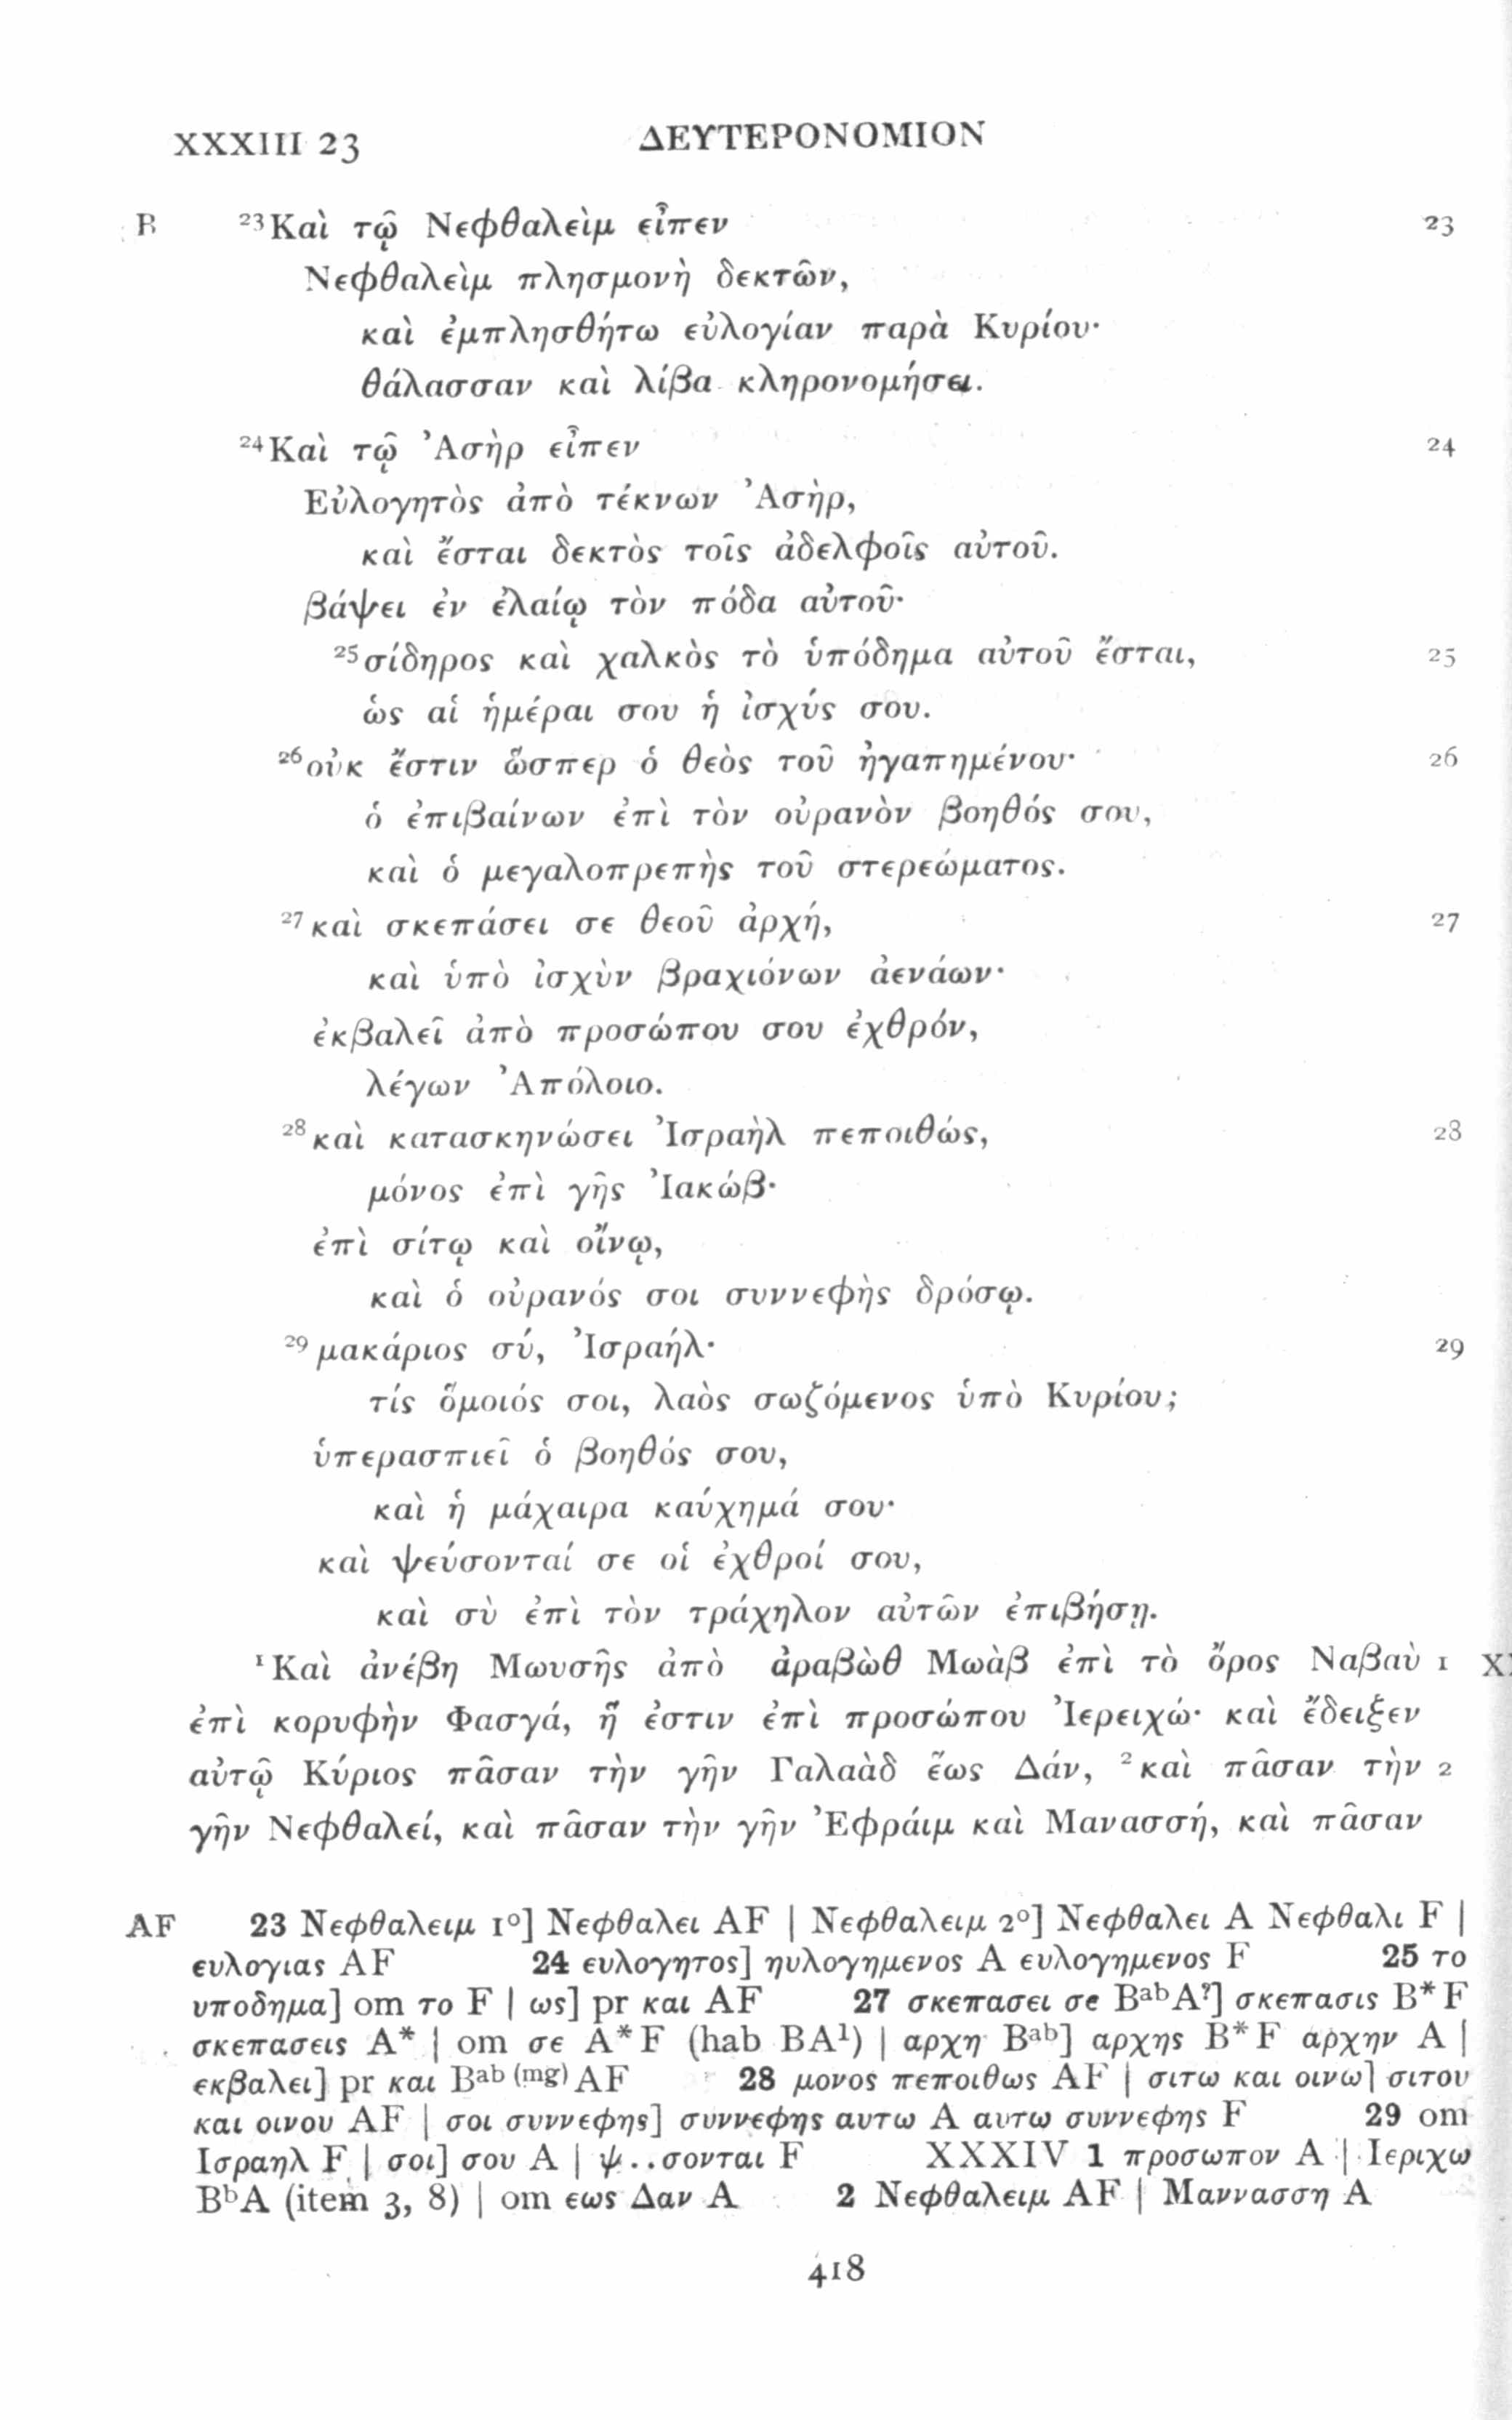 XXXIII 23 ΔΕΥΤΕΡΟΝΟΜΙΟΝ
B ²³Καὶ τῷ Νεφθαλεὶμ εἶπεν 23
Νεφθαλεὶμ πλησμονὴ δεκτῶν,
καὶ ἐμπλησθήτω εὐλογίαν παρὰ Κυρίου·
θάλασσαν καὶ λίβα κληρονομήσει.
²⁴Καὶ τῷ Ἀσὴρ εἶπεν 24
Εὐλογητὸς ἀπὸ τέκνων Ἀσὴρ,
καὶ ἔσται δεκτὸς τοῖς ἀδελφοῖς αὐτοῦ.
βάψει ἐν ἐλαίῳ τὸν πόδα αὐτοῦ·
²⁵σίδηρος καὶ χαλκὸς τὸ ὑπόδημα αὐτοῦ ἔσται, 25
ὡς αἱ ἡμέραι σου ἡ ἰσχύς σου.
²⁶οὐκ ἔστιν ὥσπερ ὁ θεὸς τοῦ ἠγαπημένου· 26
ὁ ἐπιβαίνων ἐπὶ τὸν οὐρανὸν βοηθός σου,
καὶ ὁ μεγαλοπρεπὴς τοῦ στερεώματος.
²⁷καὶ σκεπάσει σε θεοῦ ἀρχή, 27
καὶ ὑπὸ ἰσχὺν βραχιόνων ἀενάων·
ἐκβαλεῖ ἀπὸ προσώπου σου ἐχθρόν,
λέγων Ἀπόλοιο.
²⁸καὶ κατασκηνώσει Ἰσραὴλ πεποιθώς, 28
μόνος ἐπὶ γῆς Ἰακώβ·
ἐπὶ σίτῳ καὶ οἴνῳ,
καὶ ὁ οὐρανός σοι συννεφὴς δρόσῳ.
²⁹μακάριος σύ, Ἰσραήλ· 29
τίς ὅμοιός σοι, λαὸς σωζόμενος ὑπὸ Κυρίου;
ὑπερασπιεῖ ὁ βοηθός σου,
καὶ ἡ μάχαιρα καύχημά σου·
καὶ ψεύσονταί σε οἱ ἐχθροί σου,
καὶ σὺ ἐπὶ τὸν τράχηλον αὐτῶν ἐπιβήσῃ.
¹Καὶ ἀνέβη Μωυσῆς ἀπὸ ἀραβὼθ Μωὰβ ἐπὶ τὸ ὄρος Ναβαὺ 1
ἐπὶ κορυφὴν Φασγά, ἥ ἐστιν ἐπὶ προσώπου Ἰερειχώ· καὶ ἔδειξεν
αὐτῷ Κύριος πᾶσαν τὴν γῆν Γαλαὰδ ἕως Δάν, ²καὶ πᾶσαν τὴν 2
γῆν Νεφθαλεί, καὶ πᾶσαν τὴν γῆν Ἐφράιμ καὶ Μανασσή, καὶ πᾶσαν
AF 23 Νεφθαλειμ 1°] Νεφθαλει AF | Νεφθαλειμ 2°] Νεφθαλει A Νεφθαλι F |
ευλογιας AF 24 ευλογητος] ηυλογημενος A ευλογημενος F 25 το
υποδημα] om το F | ως] pr και AF 27 σκεπασει σε BᵃᵇA?] σκεπασις B*F
σκεπασεις A* | om σε A*F (hab BA¹) | αρχη Bᵃᵇ] αρχης B*F αρχην A |
εκβαλει] pr και Bᵃᵇ ⁽ᵐᵍ⁾AF 28 μονος πεποιθως AF | σιτω και οινω] σιτου
και οινου AF | σοι συννεφης] συννεφης αυτω A αυτω συννεφης F 29 om
Ισραηλ F | σοι] σου A | ψ..σονται F XXXIV 1 προσωπον A | Ιεριχω
BᵇA (item 3, 8) | om εως Δαν A 2 Νεφθαλειμ AF | Μαννασση A
418